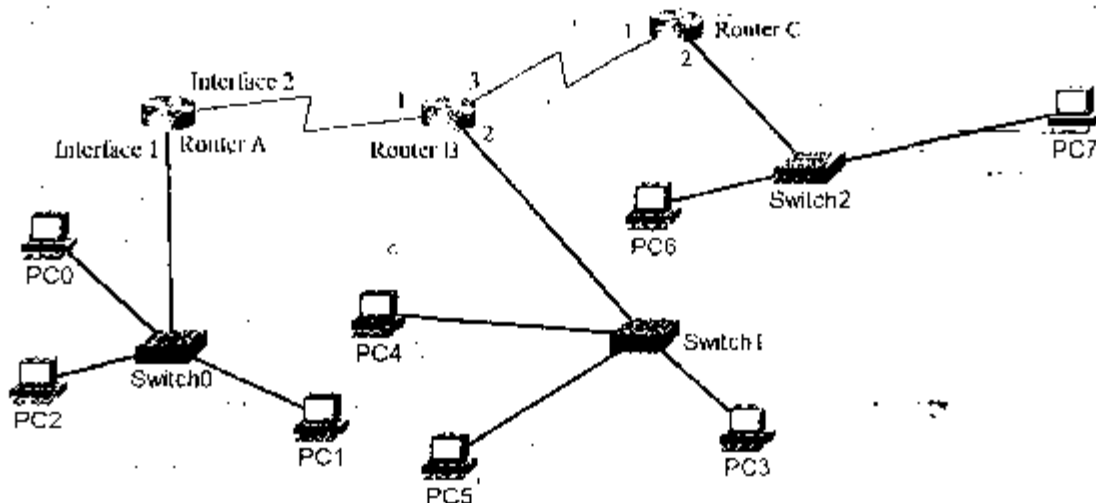 1
Router C
2
Interface 2
3
1
2
Interface 1
Router A
Router B
PC7
Switch2
PC6
PC0
PC4
Switch1
Switch0
PC2
PC1
PC3
PC5